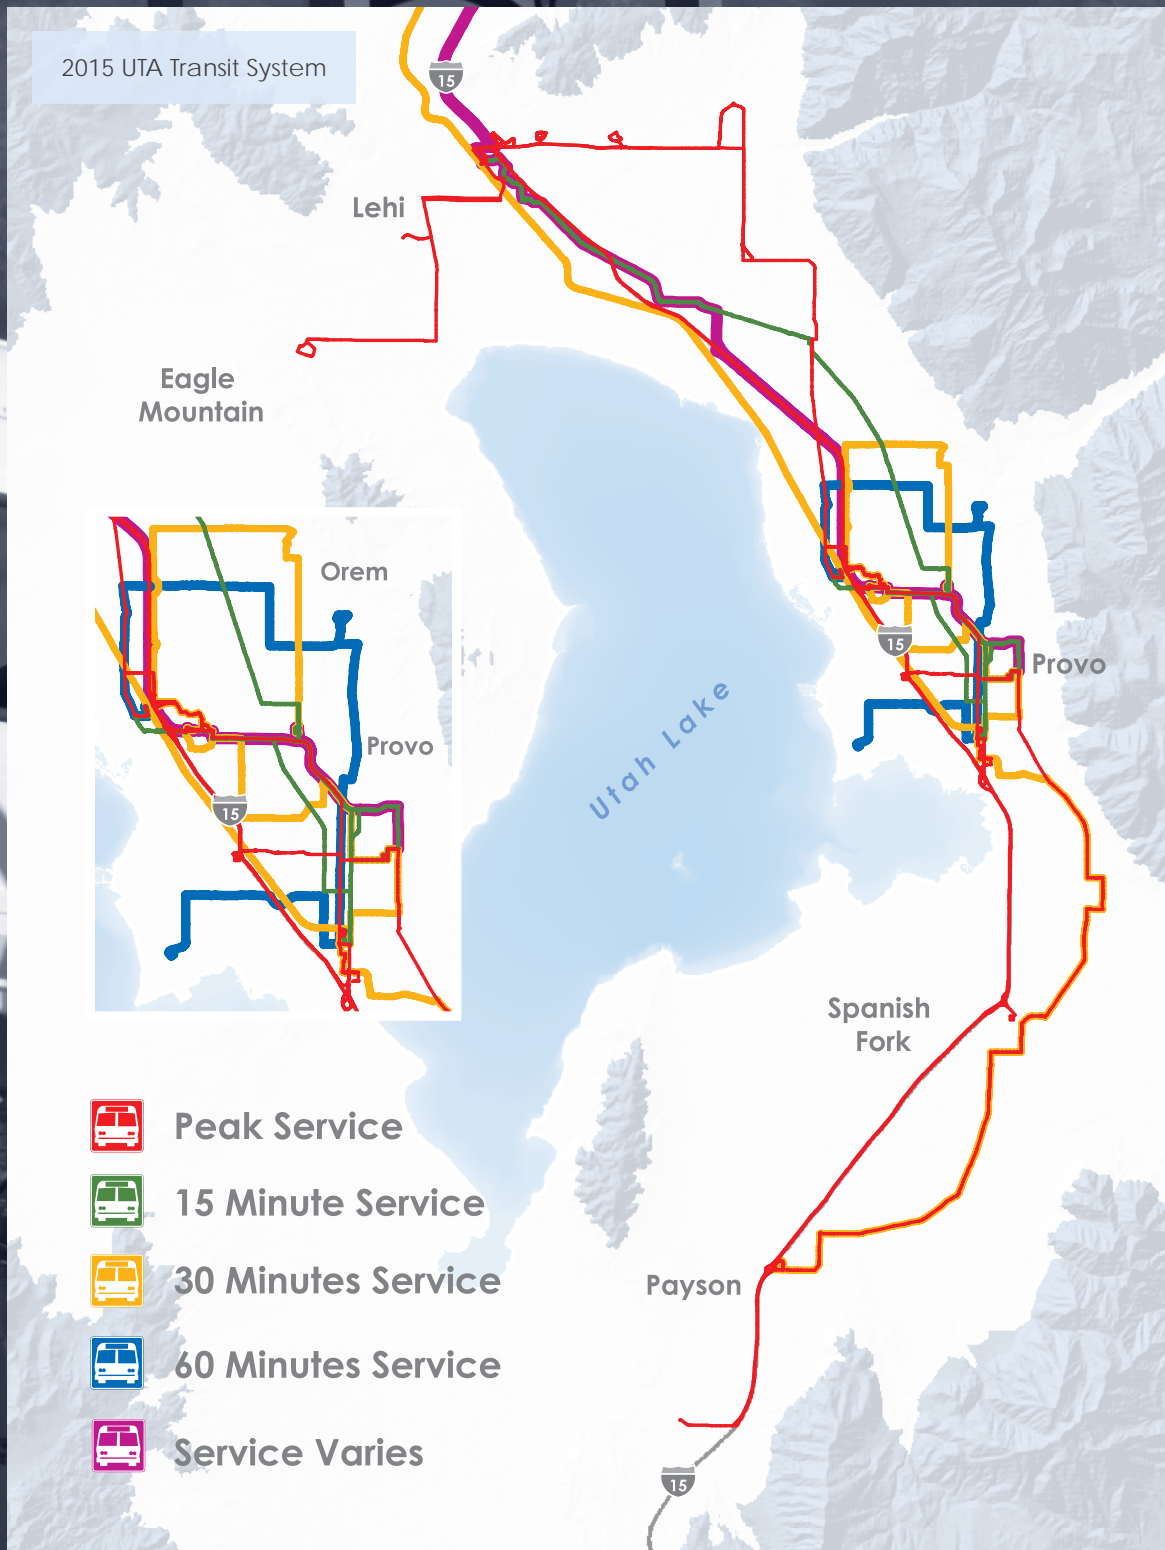 2015 UTA Transit System
15
Lehi
Eagle
Mountain
Orem
Provo
15
15
Provo
Utah Lake
Spanish
Fork
Payson
15
Peak Service
15 Minute Service
30 Minutes Service
60 Minutes Service
Service Varies